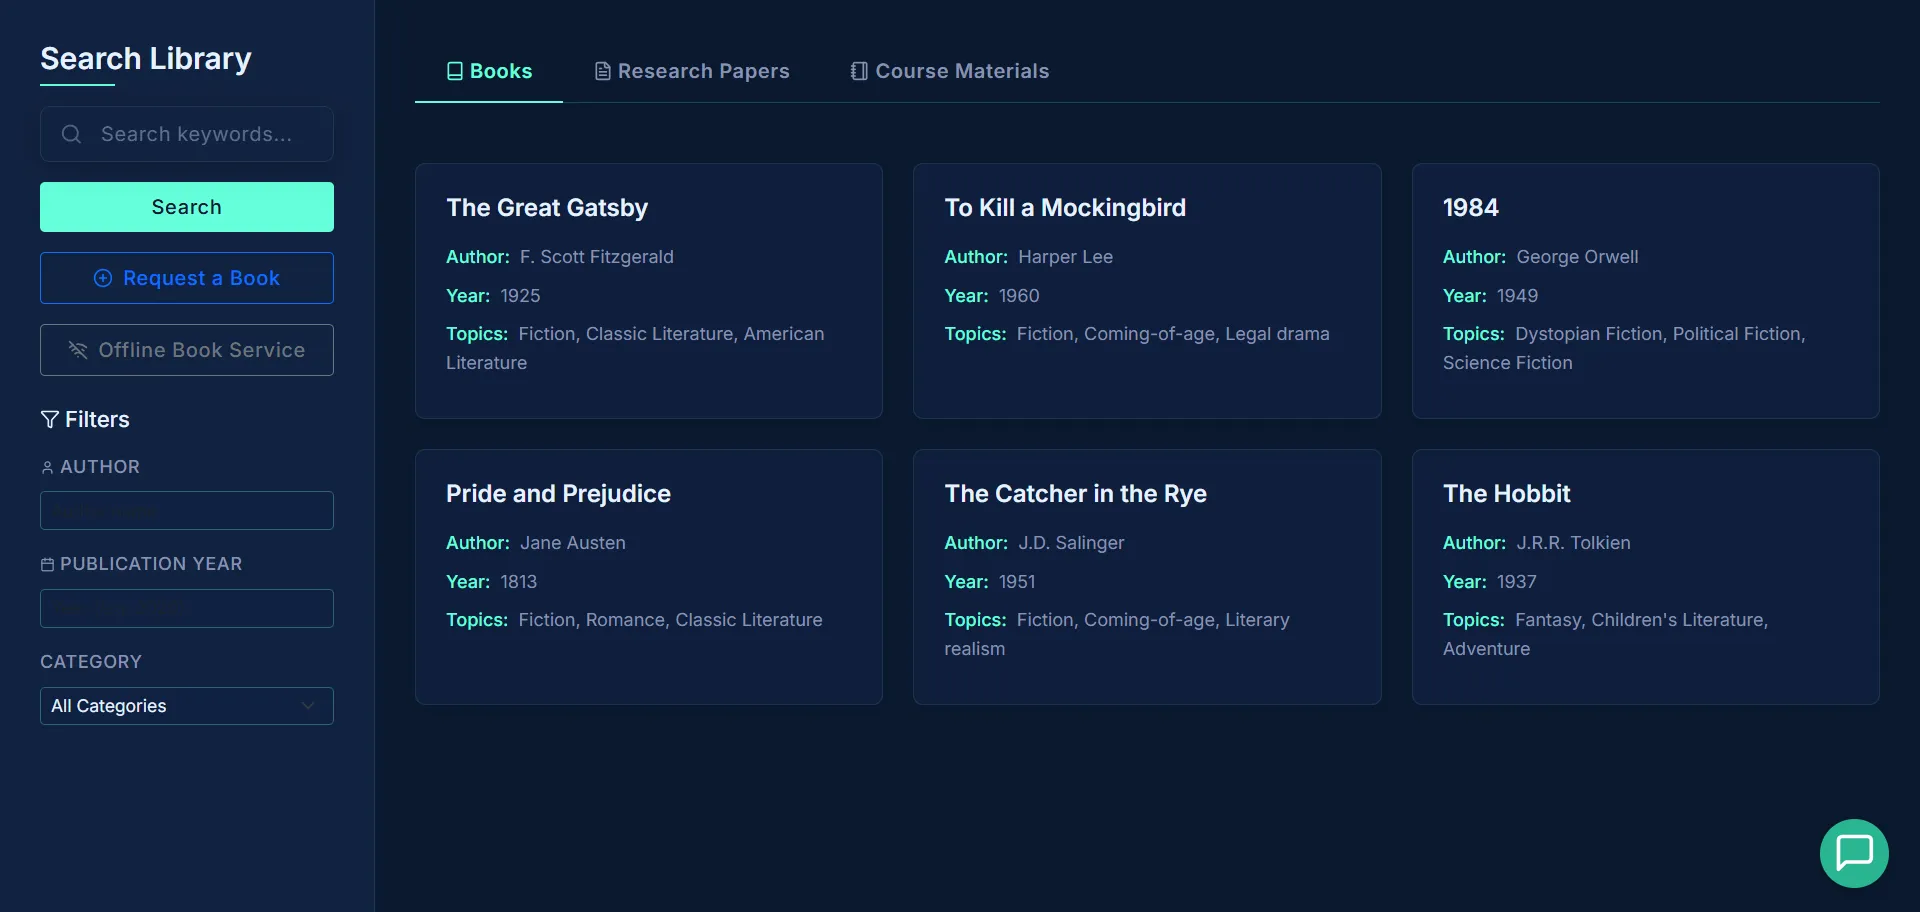 Search Library
Search keywords...
Search
Request a Book
Offline Book Service
Filters
AUTHOR
PUBLICATION YEAR
CATEGORY
All Categories
Books
Research Papers
Course Materials
The Great Gatsby
Author: F. Scott Fitzgerald
Year: 1925
Topics: Fiction, Classic Literature, American
Literature
To Kill a Mockingbird
Author: Harper Lee
Year: 1960
Topics: Fiction, Coming-of-age, Legal drama
1984
Author: George Orwell
Year: 1949
Topics: Dystopian Fiction, Political Fiction,
Science Fiction
Pride and Prejudice
Author: Jane Austen
Year: 1813
Topics: Fiction, Romance, Classic Literature
The Catcher in the Rye
Author: J.D. Salinger
Year: 1951
Topics: Fiction, Coming-of-age, Literary
realism
The Hobbit
Author: J.R.R. Tolkien
Year: 1937
Topics: Fantasy, Children's Literature,
Adventure